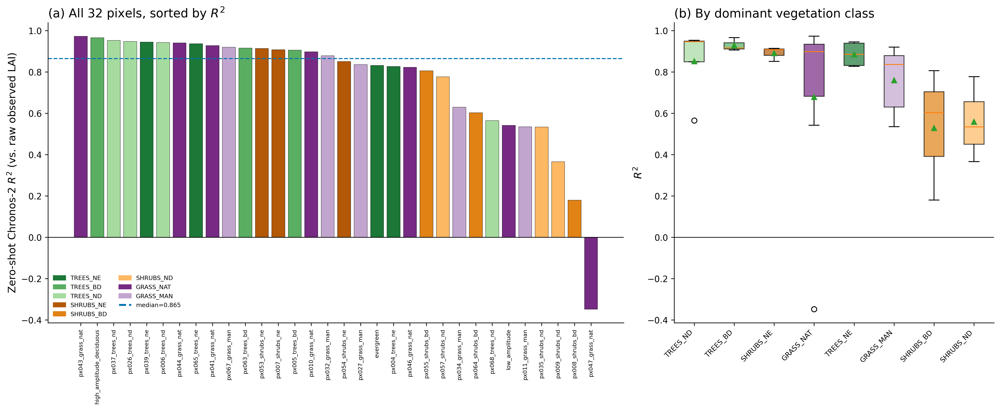 (a) All 32 pixels, sorted by R²
Zero-shot Chronos-2 R² (vs. raw observed LAI)
1.0
0.8
0.6
0.4
0.2
0.0
−0.2
−0.4
TREES_NE
TREES_BD
TREES_ND
SHRUBS_NE
SHRUBS_BD
SHRUBS_ND
GRASS_NAT
GRASS_MAN
median=0.865
px043_grass_nat
high_amplitude_deciduous
px037_trees_nd
px026_trees_nd
px039_trees_ne
px006_trees_nd
px044_grass_nat
px065_trees_ne
px041_grass_nat
px067_grass_man
px063_trees_bd
px053_shrubs_ne
px007_shrubs_ne
px005_trees_bd
px010_grass_nat
px032_grass_man
px054_shrubs_ne
px027_grass_man
evergreen
px004_trees_ne
px046_grass_nat
px055_shrubs_bd
px057_shrubs_nd
px034_grass_man
px064_shrubs_bd
px068_trees_nd
low_amplitude
px011_grass_man
px035_shrubs_nd
px009_shrubs_nd
px008_shrubs_bd
px047_grass_nat
(b) By dominant vegetation class
R²
1.0
0.8
0.6
0.4
0.2
0.0
−0.2
−0.4
TREES_ND
TREES_BD
SHRUBS_NE
GRASS_NAT
TREES_NE
GRASS_MAN
SHRUBS_BD
SHRUBS_ND